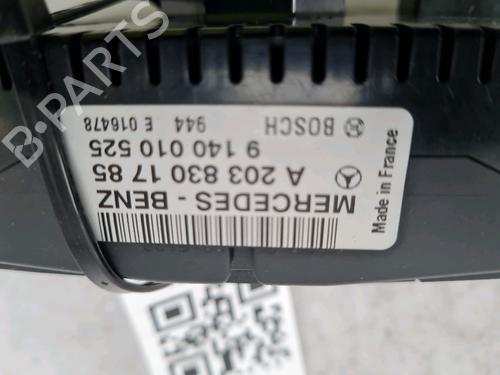 MERCEDES - BENZ
A 203 830 17 85
9 140 010 525
BOSCH 944 E 016478
Made in France
B-PARTS